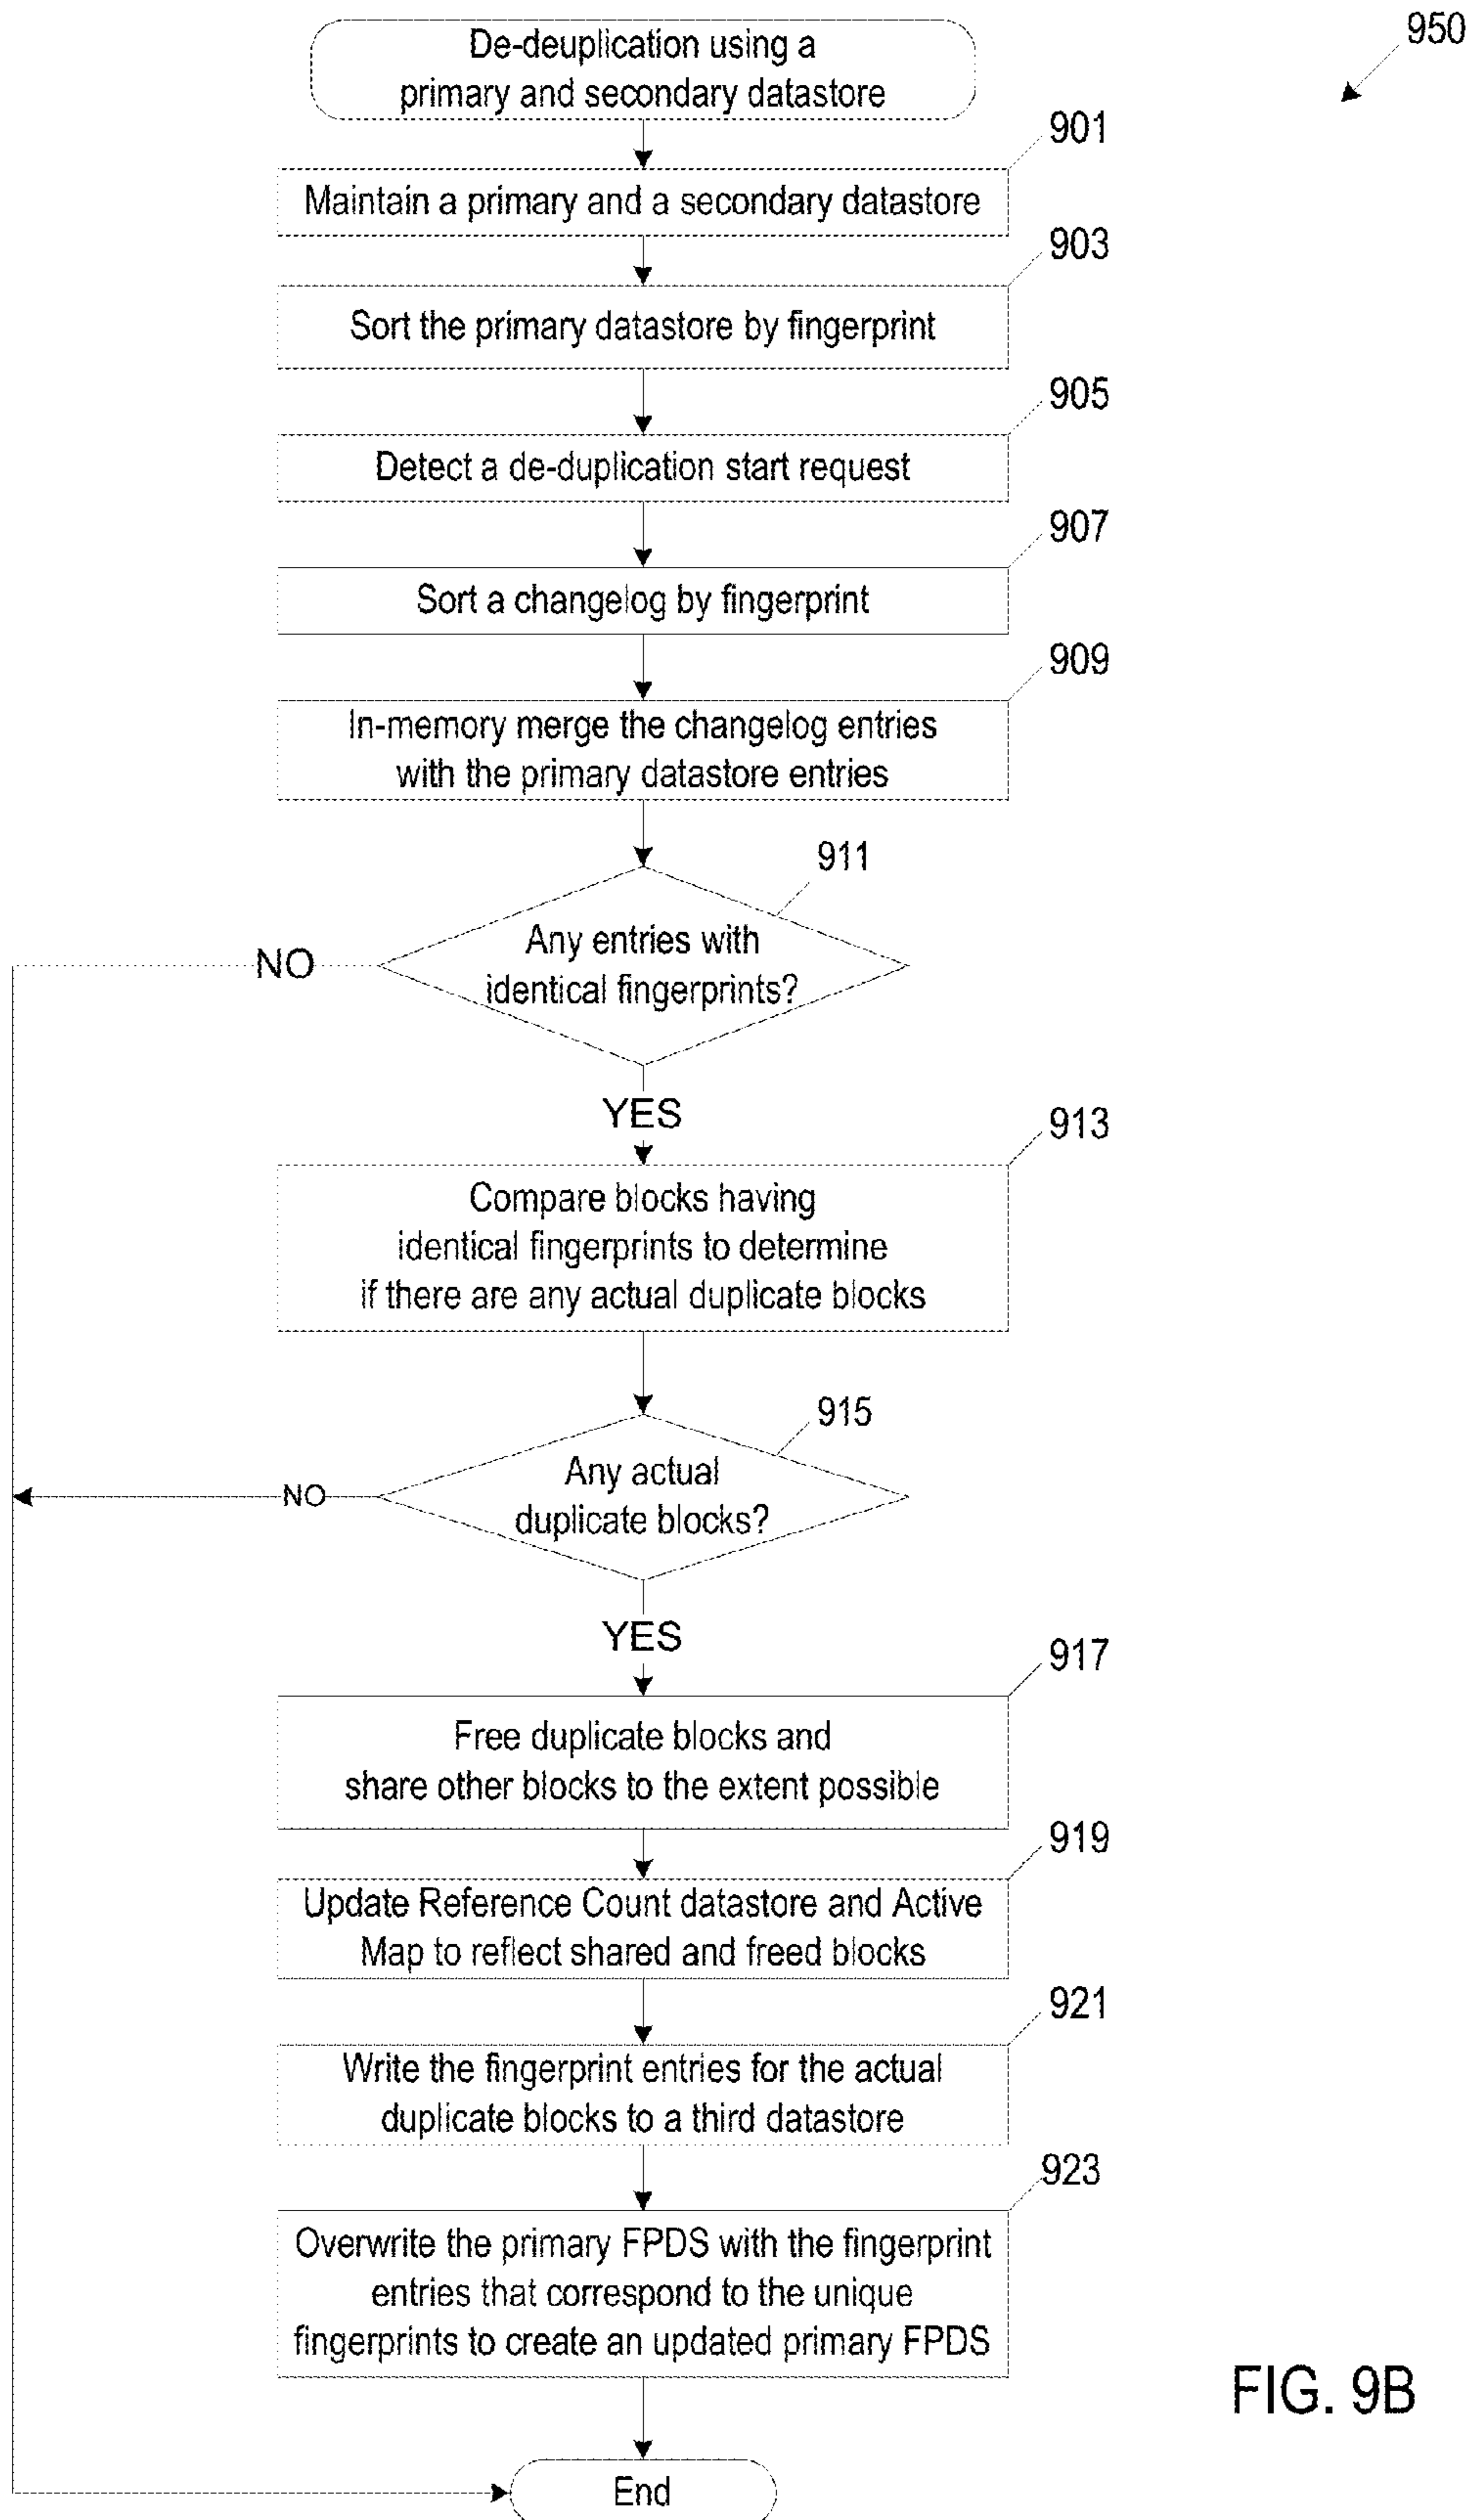 950
De-deuplication using a
primary and secondary datastore
901
Maintain a primary and a secondary datastore
903
Sort the primary datastore by fingerprint
905
Detect a de-duplication start request
907
Sort a changelog by fingerprint
909
In-memory merge the changelog entries
with the primary datastore entries
911
Any entries with
identical fingerprints?
NO
YES
913
Compare blocks having
identical fingerprints to determine
if there are any actual duplicate blocks
915
Any actual
duplicate blocks?
NO
YES
917
Free duplicate blocks and
share other blocks to the extent possible
919
Update Reference Count datastore and Active
Map to reflect shared and freed blocks
921
Write the fingerprint entries for the actual
duplicate blocks to a third datastore
923
Overwrite the primary FPDS with the fingerprint
entries that correspond to the unique
fingerprints to create an updated primary FPDS
FIG. 9B
End